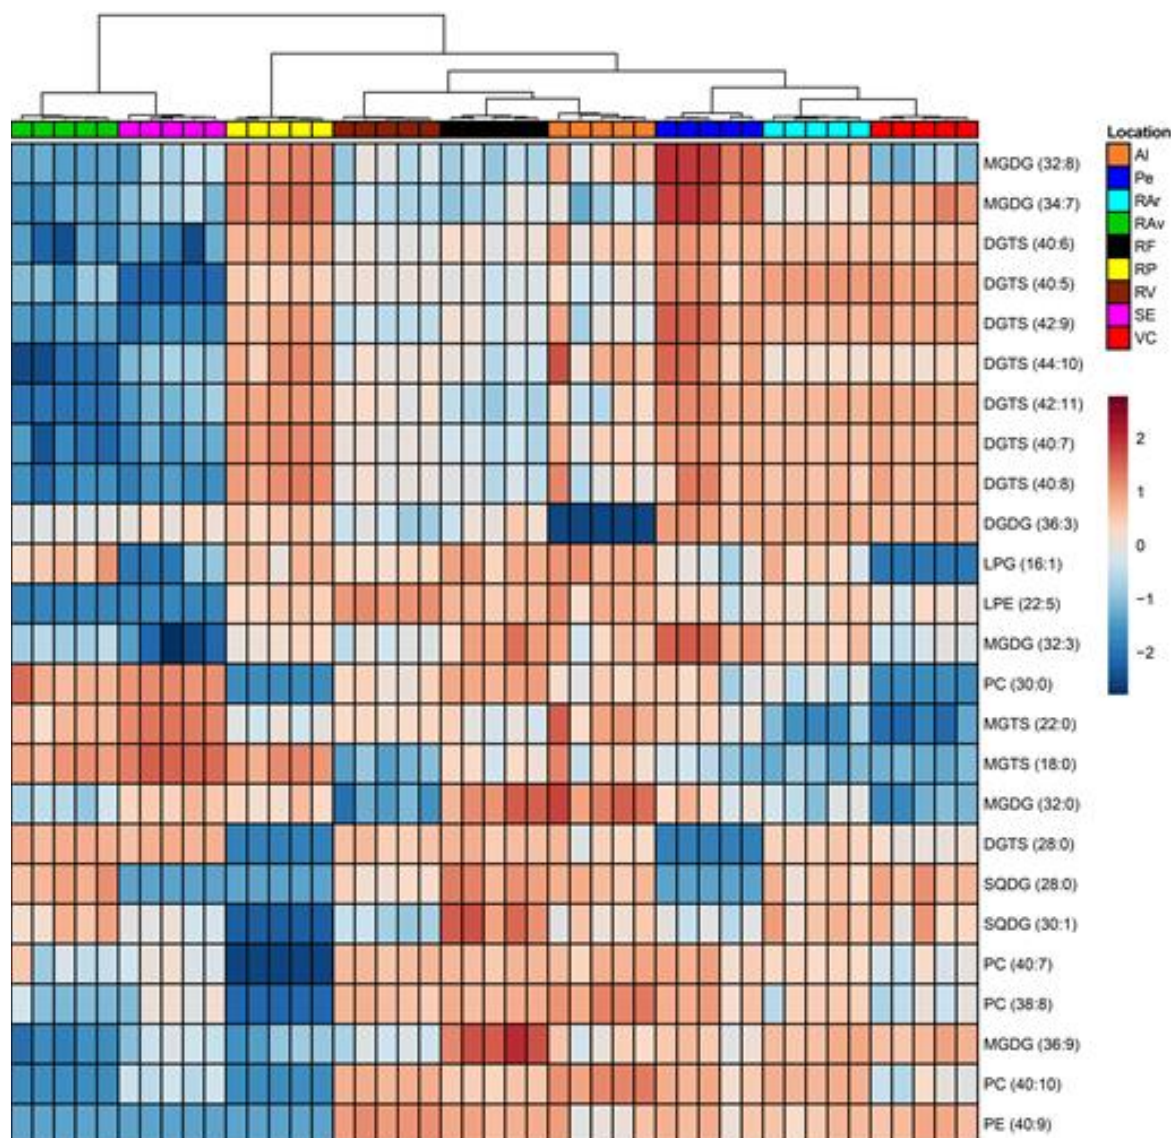 Location
Al
Pe
RAr
RAv
RF
RP
RV
SE
VC
2
1
0
−1
−2
MGDG (32:8)
MGDG (34:7)
DGTS (40:6)
DGTS (40:5)
DGTS (42:9)
DGTS (44:10)
DGTS (42:11)
DGTS (40:7)
DGTS (40:8)
DGDG (36:3)
LPG (16:1)
LPE (22:5)
MGDG (32:3)
PC (30:0)
MGTS (22:0)
MGTS (18:0)
MGDG (32:0)
DGTS (28:0)
SQDG (28:0)
SQDG (30:1)
PC (40:7)
PC (38:8)
MGDG (36:9)
PC (40:10)
PE (40:9)